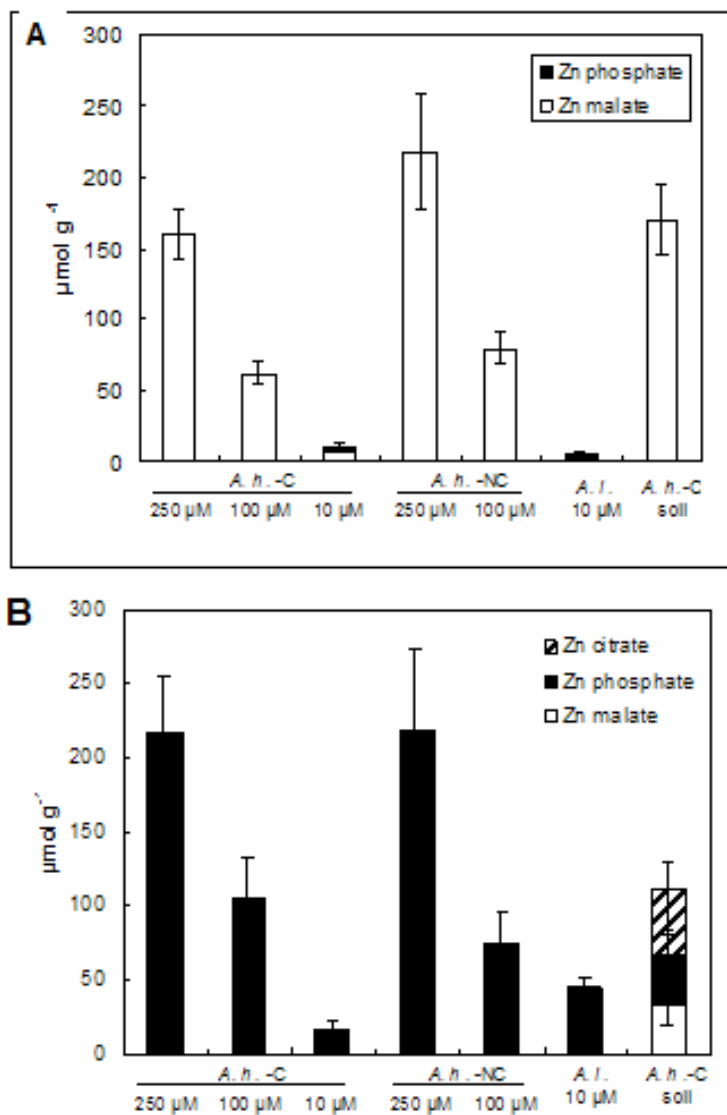 A
300
Zn phosphate
Zn malate
250
200
150
100
50
0
µmol g⁻¹
A. h. -C
A. h. -NC
A. l.
A. h.-C
250 µM
100 µM
10 µM
250 µM
100 µM
10 µM
soil
B
300
Zn citrate
Zn phosphate
Zn malate
250
200
150
100
50
0
µmol g⁻¹
A. h. -C
A. h. -NC
A. l.
A. h.-C
250 µM
100 µM
10 µM
250 µM
100 µM
10 µM
soil